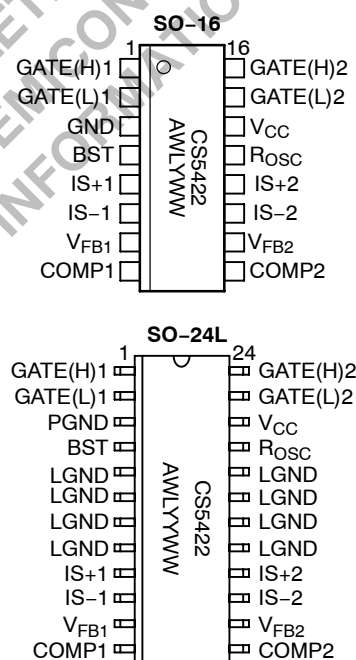 SO−16
1 16
GATE(H)1 GATE(H)2
GATE(L)1 GATE(L)2
GND VCC
BST ROSC
IS+1 IS+2
IS−1 IS−2
VFB1 VFB2
COMP1 COMP2
CS5422
AWLYWW
SO−24L
1 24
GATE(H)1 GATE(H)2
GATE(L)1 GATE(L)2
PGND VCC
BST ROSC
LGND LGND
LGND LGND
LGND LGND
LGND LGND
IS+1 IS+2
IS−1 IS−2
VFB1 VFB2
COMP1 COMP2
CS5422
AWLYYWW